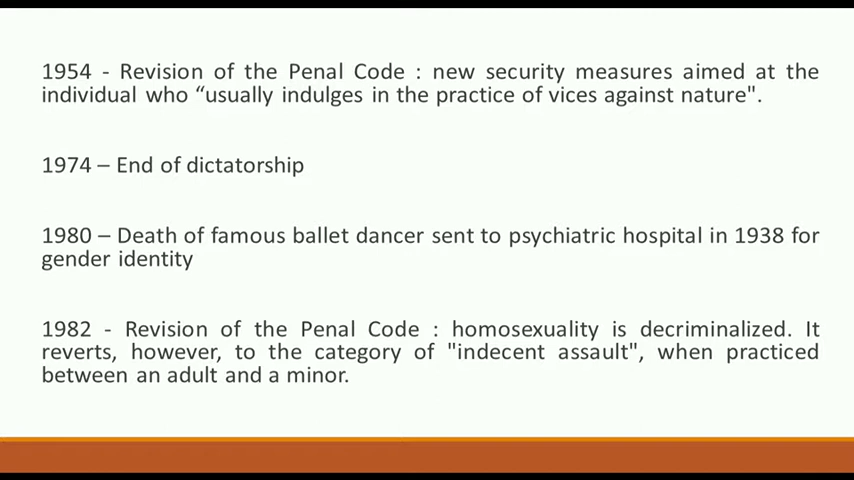 1954 - Revision of the Penal Code : new security measures aimed at the
individual who “usually indulges in the practice of vices against nature".
1974 – End of dictatorship
1980 – Death of famous ballet dancer sent to psychiatric hospital in 1938 for
gender identity
1982 - Revision of the Penal Code : homosexuality is decriminalized. It
reverts, however, to the category of "indecent assault", when practiced
between an adult and a minor.